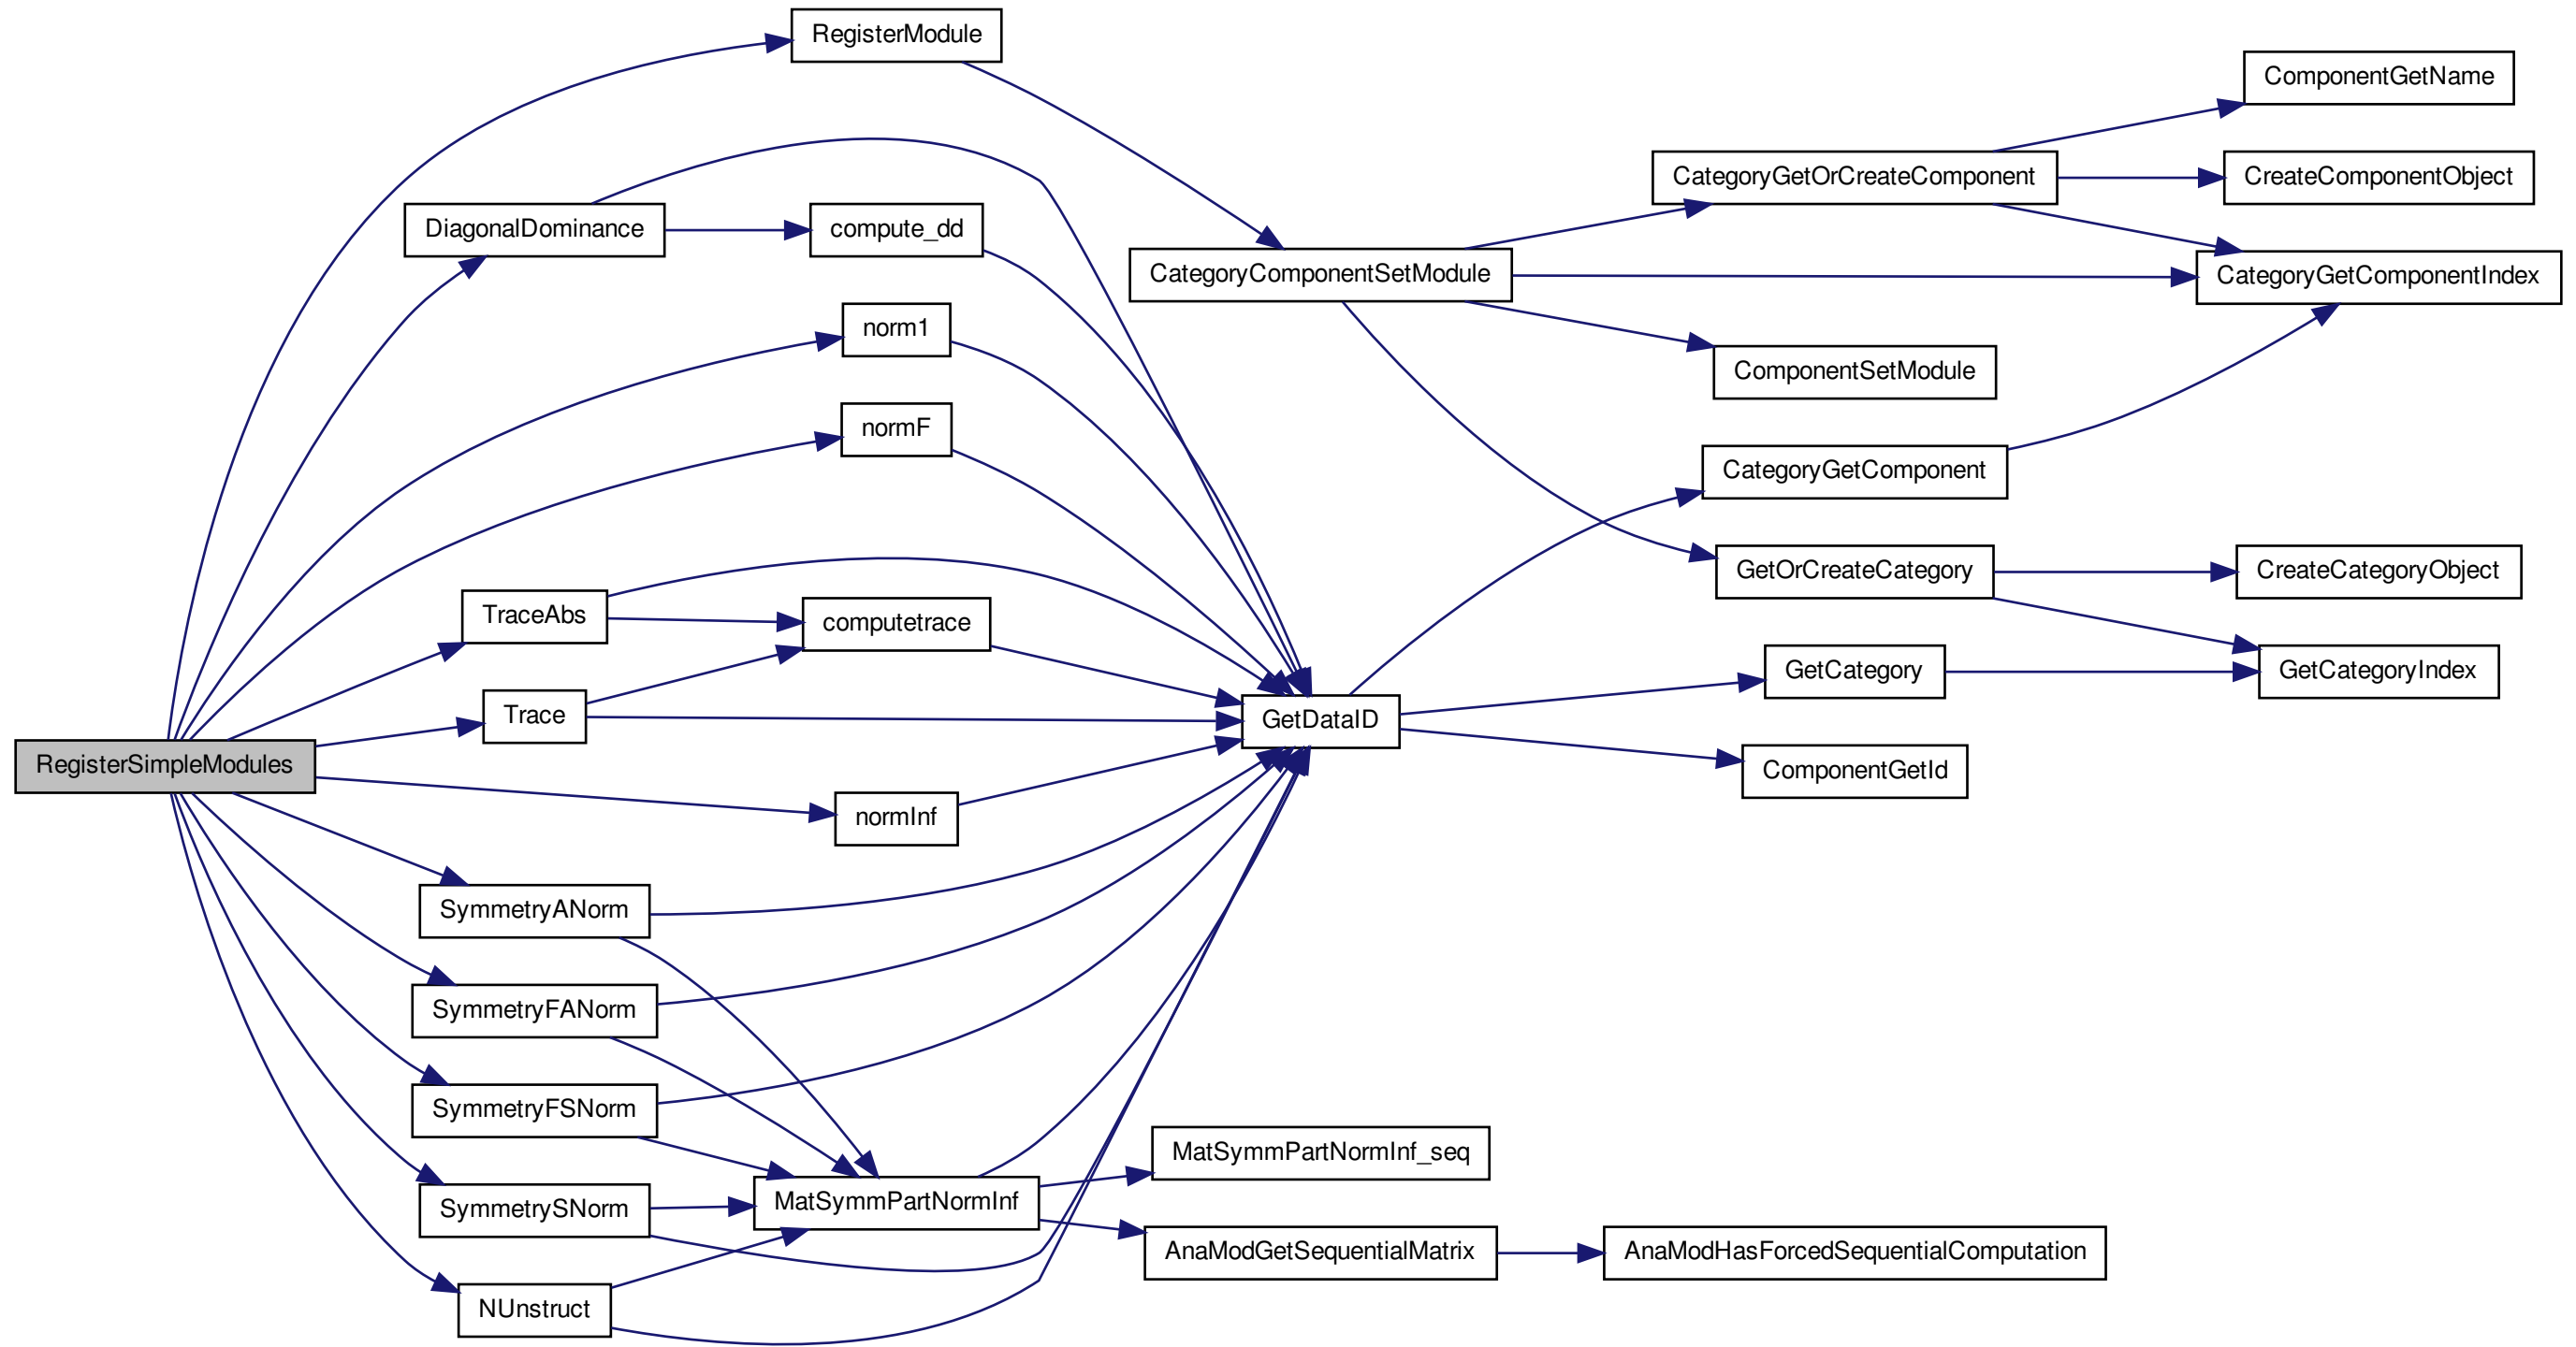 RegisterModule
ComponentGetName
CategoryGetOrCreateComponent
CreateComponentObject
DiagonalDominance
compute_dd
CategoryComponentSetModule
CategoryGetComponentIndex
norm1
ComponentSetModule
normF
CategoryGetComponent
GetOrCreateCategory
CreateCategoryObject
TraceAbs
computetrace
GetCategory
GetCategoryIndex
Trace
GetDataID
RegisterSimpleModules
ComponentGetId
normInf
SymmetryANorm
SymmetryFANorm
SymmetryFSNorm
MatSymmPartNormInf_seq
SymmetrySNorm
MatSymmPartNormInf
AnaModGetSequentialMatrix
AnaModHasForcedSequentialComputation
NUnstruct